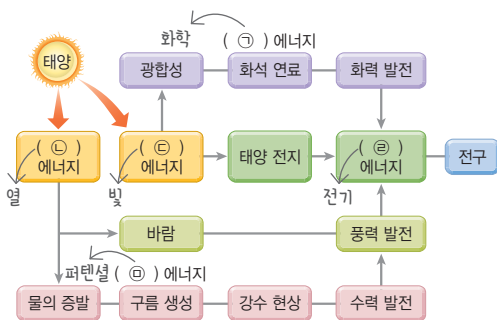 화학 ( ㉠ ) 에너지
태양
광합성 화석 연료 화력 발전
( ㉡ ) ( ㉢ ) 태양 전지 ( ㉣ ) 전구
에너지 에너지 에너지
열 빛 전기
바람 풍력 발전
퍼텐셜 ( ㉤ ) 에너지
물의 증발 구름 생성 강수 현상 수력 발전